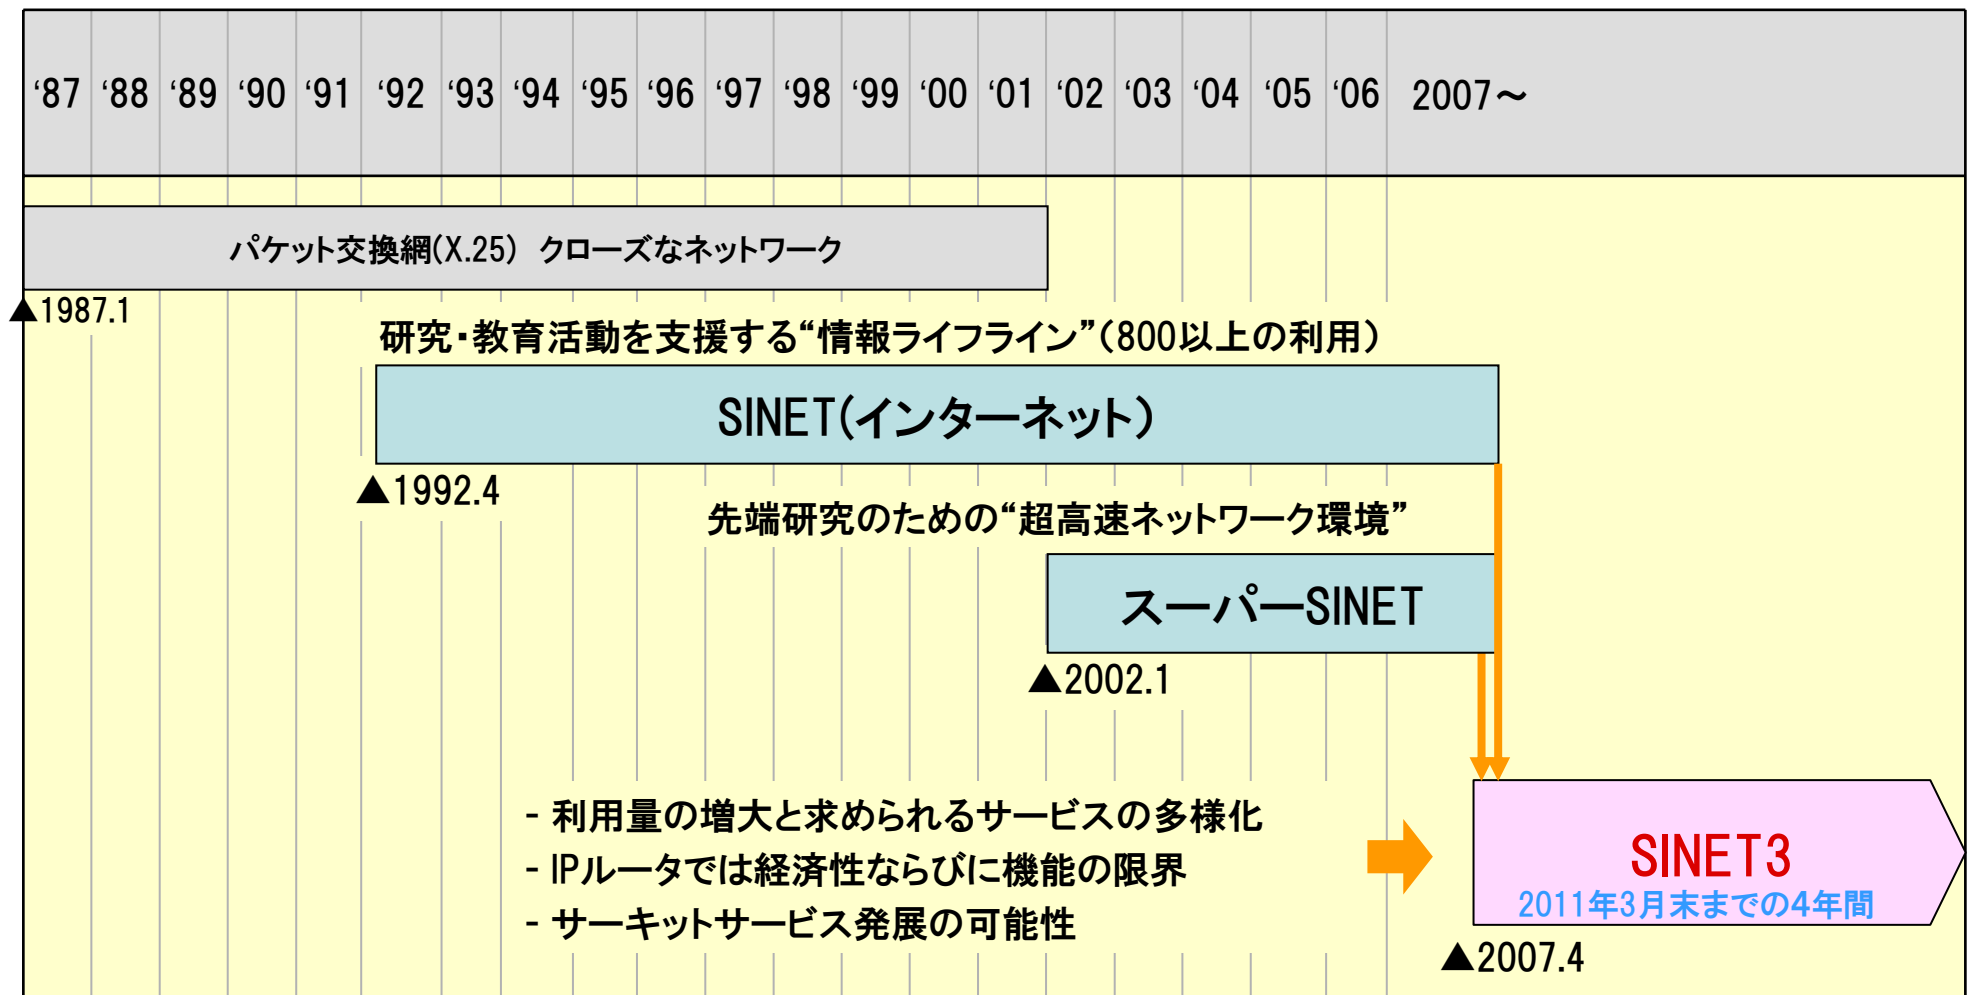 ‘87 ‘88 ‘89 ‘90 ‘91 ‘92 ‘93 ‘94 ‘95 ‘96 ‘97 ‘98 ‘99 ‘00 ‘01 ‘02 ‘03 ‘04 ‘05 ‘06 2007～
パケット交換網(X.25) クローズなネットワーク
▲1987.1
研究・教育活動を支援する“情報ライフライン”（800以上の利用）
SINET(インターネット）
▲1992.4
先端研究のための“超高速ネットワーク環境”
スーパーSINET
▲2002.1
- 利用量の増大と求められるサービスの多様化
- IPルータでは経済性ならびに機能の限界
- サーキットサービス発展の可能性
SINET3
2011年3月末までの4年間
▲2007.4